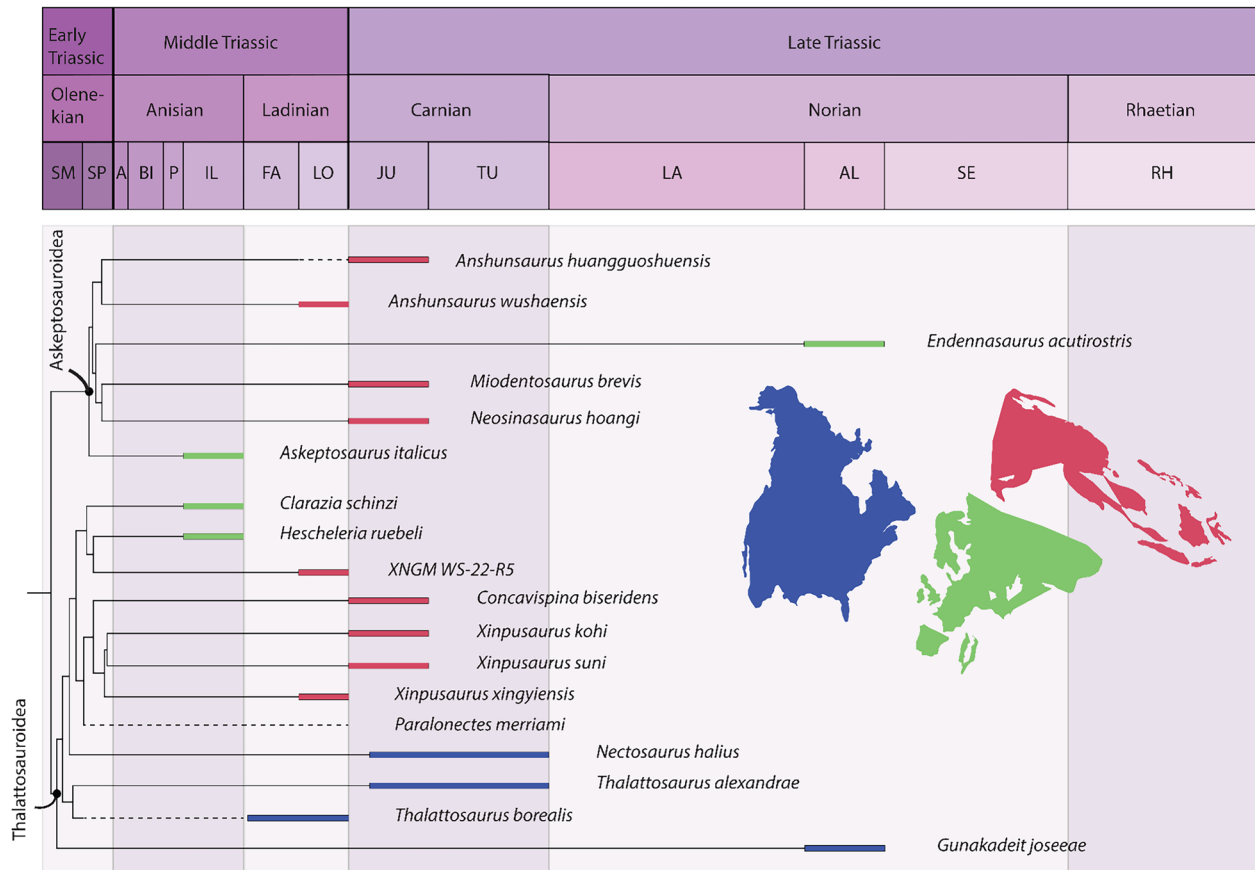 Early
Triassic
Middle Triassic
Late Triassic
Olene-
kian
Anisian
Ladinian
Carnian
Norian
Rhaetian
SM
SP
A
BI
P
IL
FA
LO
JU
TU
LA
AL
SE
RH
Askeptosauroidea
Anshunsaurus huangguoshuensis
Anshunsaurus wushaensis
Endennasaurus acutirostris
Miodentosaurus brevis
Neosinasaurus hoangi
Askeptosaurus italicus
Clarazia schinzi
Hescheleria ruebeli
XNGM WS-22-R5
Concavispina biseridens
Xinpusaurus kohi
Xinpusaurus suni
Xinpusaurus xingyiensis
Paralonectes merriami
Thalattosauroidea
Nectosaurus halius
Thalattosaurus alexandrae
Thalattosaurus borealis
Gunakadeit joseeae